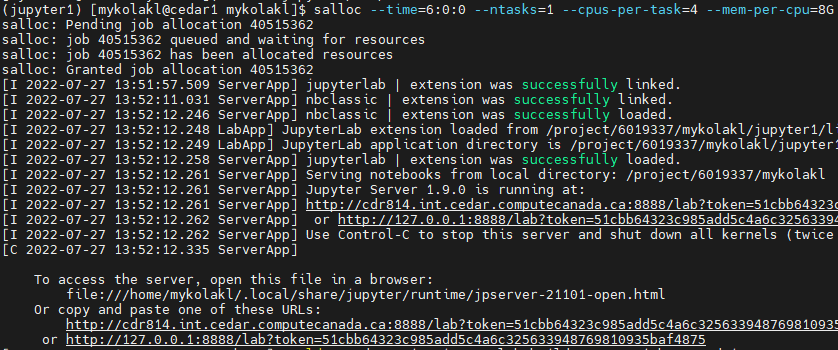 (jupyter1) [mykolakl@cedar1 mykolakl]$ salloc --time=6:0:0 --ntasks=1 --cpus-per-task=4 --mem-per-cpu=8G
salloc: Pending job allocation 40515362
salloc: job 40515362 queued and waiting for resources
salloc: job 40515362 has been allocated resources
salloc: Granted job allocation 40515362
[I 2022-07-27 13:51:57.509 ServerApp] jupyterlab | extension was successfully linked.
[I 2022-07-27 13:52:11.031 ServerApp] nbclassic | extension was successfully linked.
[I 2022-07-27 13:52:12.246 ServerApp] nbclassic | extension was successfully loaded.
[I 2022-07-27 13:52:12.248 LabApp] JupyterLab extension loaded from /project/6019337/mykolakl/jupyter1/li
[I 2022-07-27 13:52:12.249 LabApp] JupyterLab application directory is /project/6019337/mykolakl/jupyter1
[I 2022-07-27 13:52:12.258 ServerApp] jupyterlab | extension was successfully loaded.
[I 2022-07-27 13:52:12.261 ServerApp] Serving notebooks from local directory: /project/6019337/mykolakl
[I 2022-07-27 13:52:12.261 ServerApp] Jupyter Server 1.9.0 is running at:
[I 2022-07-27 13:52:12.261 ServerApp] http://cdr814.int.cedar.computecanada.ca:8888/lab?token=51cbb64323c
[I 2022-07-27 13:52:12.262 ServerApp]  or http://127.0.0.1:8888/lab?token=51cbb64323c985add5c4a6c32563394
[I 2022-07-27 13:52:12.262 ServerApp] Use Control-C to stop this server and shut down all kernels (twice
[C 2022-07-27 13:52:12.335 ServerApp]
To access the server, open this file in a browser:
file:///home/mykolakl/.local/share/jupyter/runtime/jpserver-21101-open.html
Or copy and paste one of these URLs:
http://cdr814.int.cedar.computecanada.ca:8888/lab?token=51cbb64323c985add5c4a6c325633948769810935
or http://127.0.0.1:8888/lab?token=51cbb64323c985add5c4a6c325633948769810935baf4875